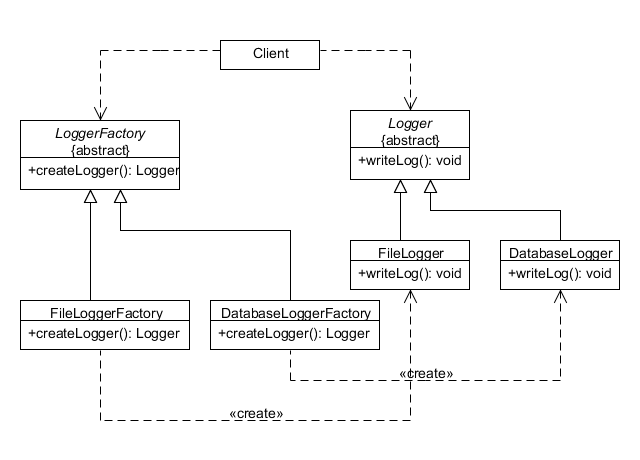 Client
LoggerFactory
{abstract}
+createLogger(): Logger
Logger
{abstract}
+writeLog(): void
FileLogger
+writeLog(): void
DatabaseLogger
+writeLog(): void
FileLoggerFactory
+createLogger(): Logger
DatabaseLoggerFactory
+createLogger(): Logger
«create»
«create»